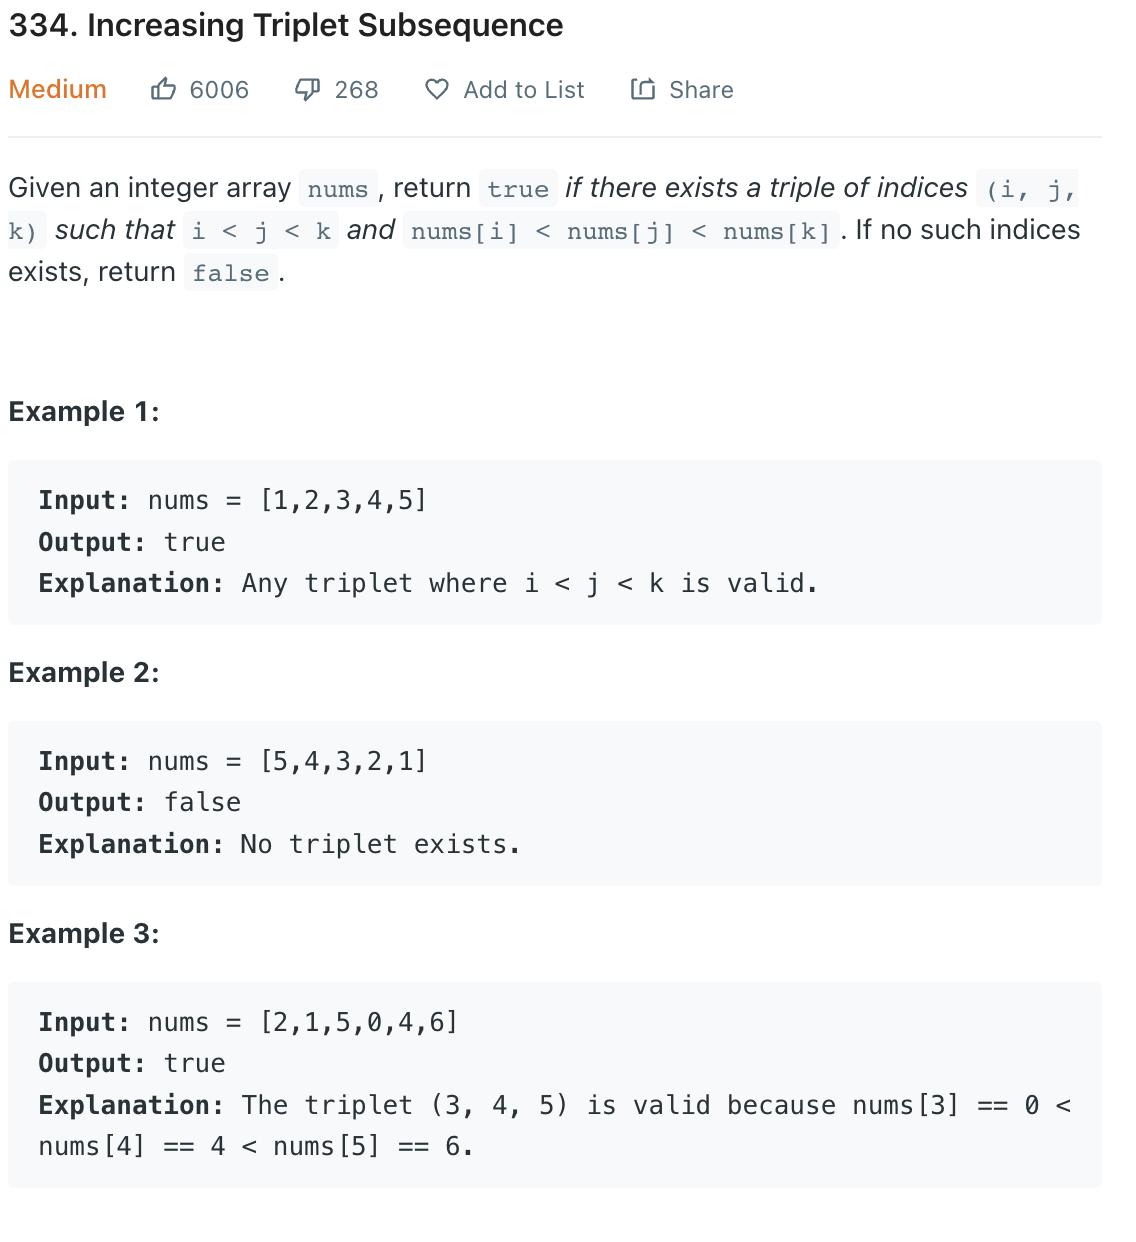 334. Increasing Triplet Subsequence
Medium 6006 268 Add to List Share
Given an integer array nums , return true if there exists a triple of indices (i, j,
k) such that i < j < k and nums[i] < nums[j] < nums[k] . If no such indices
exists, return false .
Example 1:
Input: nums = [1,2,3,4,5]
Output: true
Explanation: Any triplet where i < j < k is valid.
Example 2:
Input: nums = [5,4,3,2,1]
Output: false
Explanation: No triplet exists.
Example 3:
Input: nums = [2,1,5,0,4,6]
Output: true
Explanation: The triplet (3, 4, 5) is valid because nums[3] == 0 <
nums[4] == 4 < nums[5] == 6.